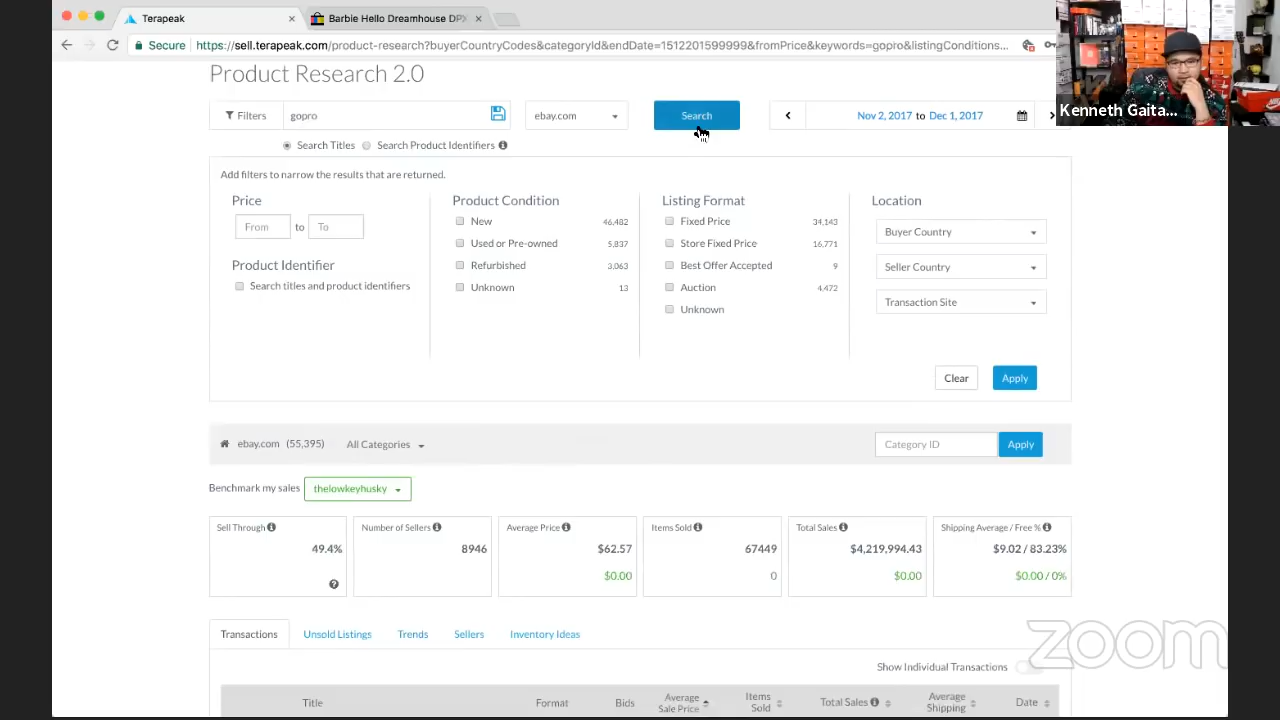 Terapeak
Barbie Hello Dreamhouse DPX
Secure
https://sell.terapeak.com/product-research?buyerCountryCodes&categoryId&endDate=1512201599999&fromPrice&keywords=gopro&listingConditions...
Kenneth Gaita...
Product Research 2.0
Filters
gopro
ebay.com
Search
Nov 2, 2017 to Dec 1, 2017
Search Titles
Search Product Identifiers
Add filters to narrow the results that are returned.
Price
Product Condition
Listing Format
Location
From to To
New 46,482
Fixed Price 34,143
Buyer Country
Used or Pre-owned 5,837
Store Fixed Price 16,771
Product Identifier
Refurbished 3,063
Best Offer Accepted 9
Seller Country
Search titles and product identifiers
Unknown 13
Auction 4,472
Transaction Site
Unknown
Clear
Apply
ebay.com (55,395)
All Categories
Category ID
Apply
Benchmark my sales
thelowkeyhusky
Sell Through
Number of Sellers
Average Price
Items Sold
Total Sales
Shipping Average / Free %
49.4%
8946
$62.57
67449
$4,219,994.43
$9.02 / 83.23%
$0.00
0
$0.00
$0.00 / 0%
Transactions
Unsold Listings
Trends
Sellers
Inventory Ideas
zoom
Show Individual Transactions
Title
Format
Bids
Average
Sale Price
Items
Sold
Total Sales
Average
Shipping
Date